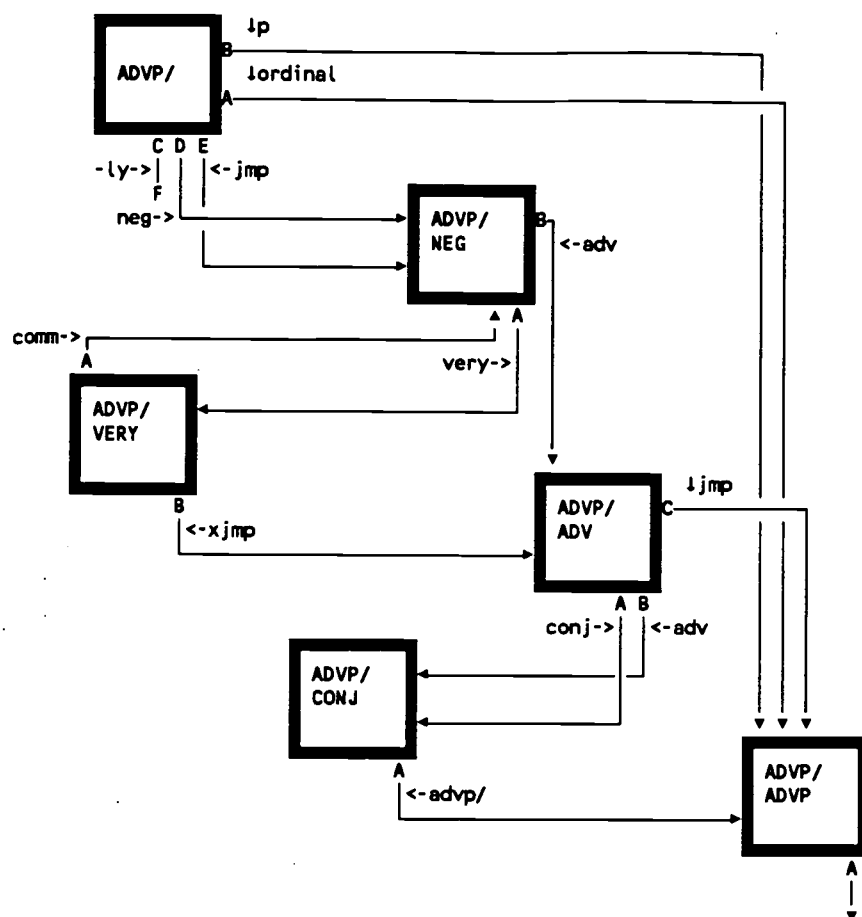 ↓p
B
ADVP/
↓ordinal
A
C D E
-ly-> <-jmp
F
neg->
ADVP/
NEG
B
<-adv
A
comm->
A
very->
ADVP/
VERY
B
<-xjmp
↓jmp
ADVP/
ADV
C
A B
conj-> <-adv
ADVP/
CONJ
A
<-advp/
ADVP/
ADVP
A